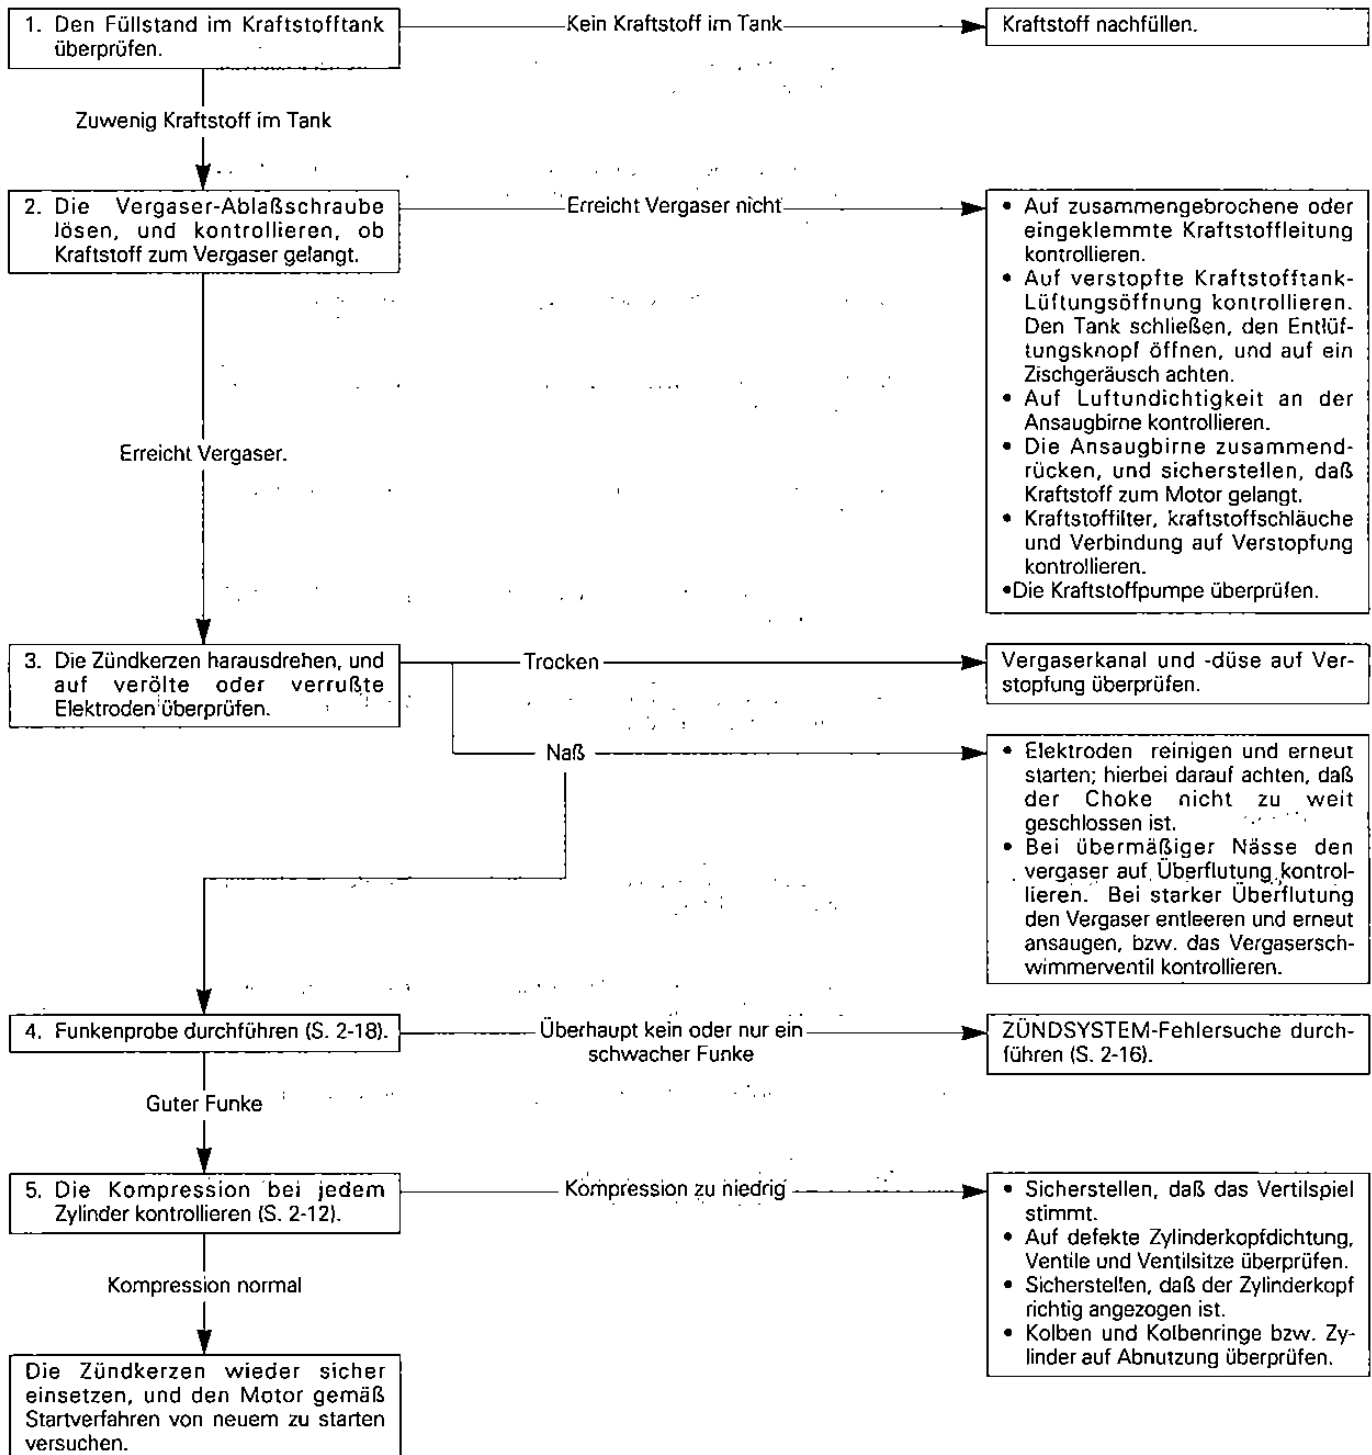 1. Den Füllstand im Kraftstofftank
überprüfen.
Kein Kraftstoff im Tank
Kraftstoff nachfüllen.
Zuwenig Kraftstoff im Tank
2. Die Vergaser-Ablaßschraube
lösen, und kontrollieren, ob
Kraftstoff zum Vergaser gelangt.
Erreicht Vergaser nicht
• Auf zusammengebrochene oder
eingeklemmte Kraftstoffleitung
kontrollieren.
• Auf verstopfte Kraftstofftank-
Lüftungsöffnung kontrollieren.
Den Tank schließen, den Entlüf-
tungsknopf öffnen, und auf ein
Zischgeräusch achten.
• Auf Luftundichtigkeit an der
Ansaugbirne kontrollieren.
• Die Ansaugbirne zusammend-
rücken, und sicherstellen, daß
Kraftstoff zum Motor gelangt.
• Kraftstoffilter, kraftstoffschläuche
und Verbindung auf Verstopfung
kontrollieren.
•Die Kraftstoffpumpe überprüfen.
Erreicht Vergaser.
3. Die Zündkerzen harausdrehen, und
auf verölte oder verrußte
Elektroden überprüfen.
Trocken
Vergaserkanal und -düse auf Ver-
stopfung überprüfen.
Naß
• Elektroden reinigen und erneut
starten; hierbei darauf achten, daß
der Choke nicht zu weit
geschlossen ist.
• Bei übermäßiger Nässe den
vergaser auf Überflutung kontrol-
lieren. Bei starker Überflutung
den Vergaser entleeren und erneut
ansaugen, bzw. das Vergasersch-
wimmerventil kontrollieren.
4. Funkenprobe durchführen (S. 2-18).
Überhaupt kein oder nur ein
schwacher Funke
ZÜNDSYSTEM-Fehlersuche durch-
führen (S. 2-16).
Guter Funke
5. Die Kompression bei jedem
Zylinder kontrollieren (S. 2-12).
Kompression zu niedrig
• Sicherstellen, daß das Vertilspiel
stimmt.
• Auf defekte Zylinderkopfdichtung,
Ventile und Ventilsitze überprüfen.
• Sicherstellen, daß der Zylinderkopf
richtig angezogen ist.
• Kolben und Kolbenringe bzw. Zy-
linder auf Abnutzung überprüfen.
Kompression normal
Die Zündkerzen wieder sicher
einsetzen, und den Motor gemäß
Startverfahren von neuem zu starten
versuchen.